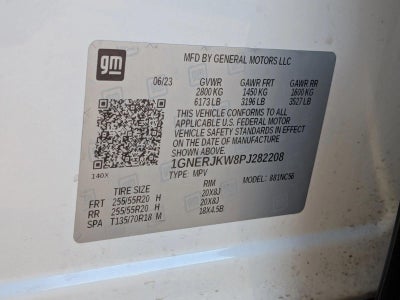 gm
MFD BY GENERAL MOTORS LLC
06/23 GVWR GAWR FRT GAWR RR
2800 KG 1450 KG 1600 KG
6173 LB 3196 LB 3527 LB
THIS VEHICLE CONFORMS TO ALL
APPLICABLE U.S. FEDERAL MOTOR
VEHICLE SAFETY STANDARDS IN EFFECT
ON THE DATE OF MANUFACTURE
SHOWN ABOVE.
1GNERJKW8PJ282208
140X TYPE: MPV MODEL: 881NC56
TIRE SIZE RIM
FRT 255/55R20 H 20X8J
RR 255/55R20 H 20X8J
SPA T135/70R18 M 18X4.5B